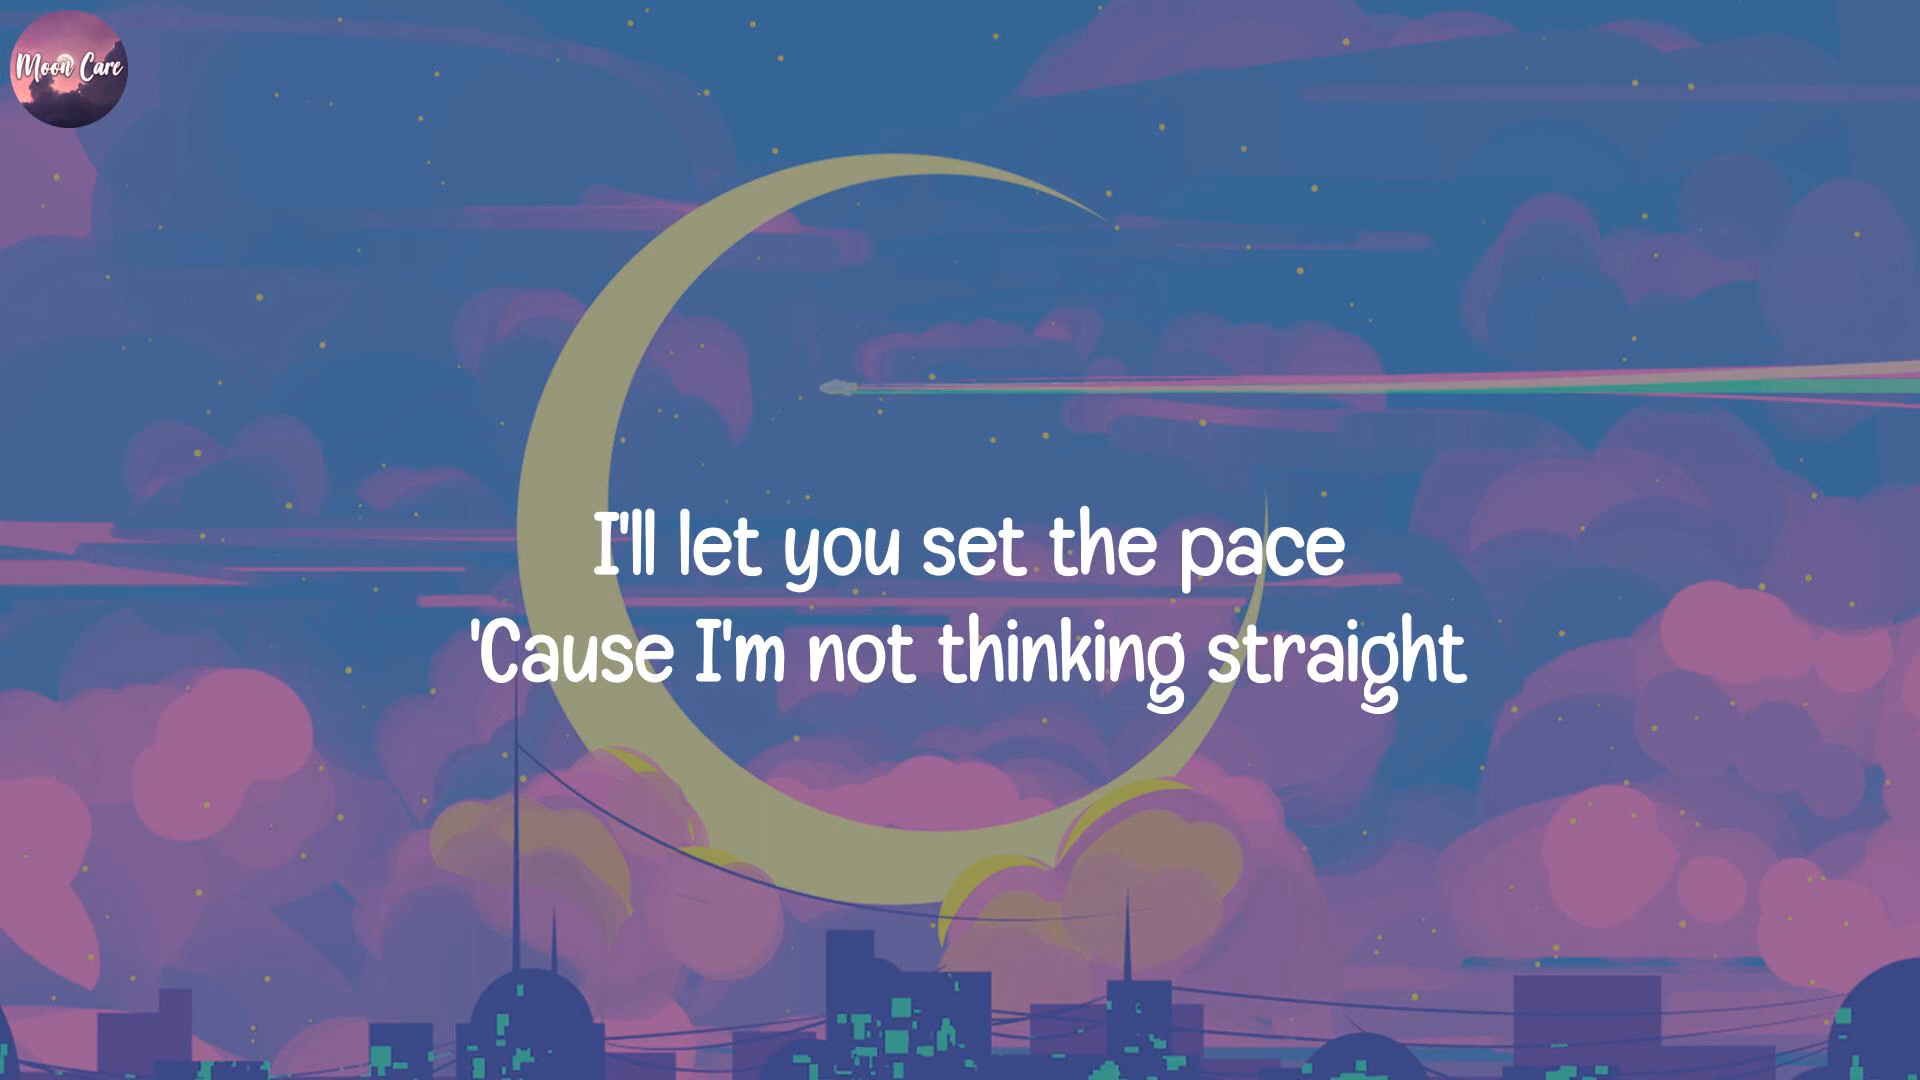 Moon Care
I'll let you set the pace
'Cause I'm not thinking straight